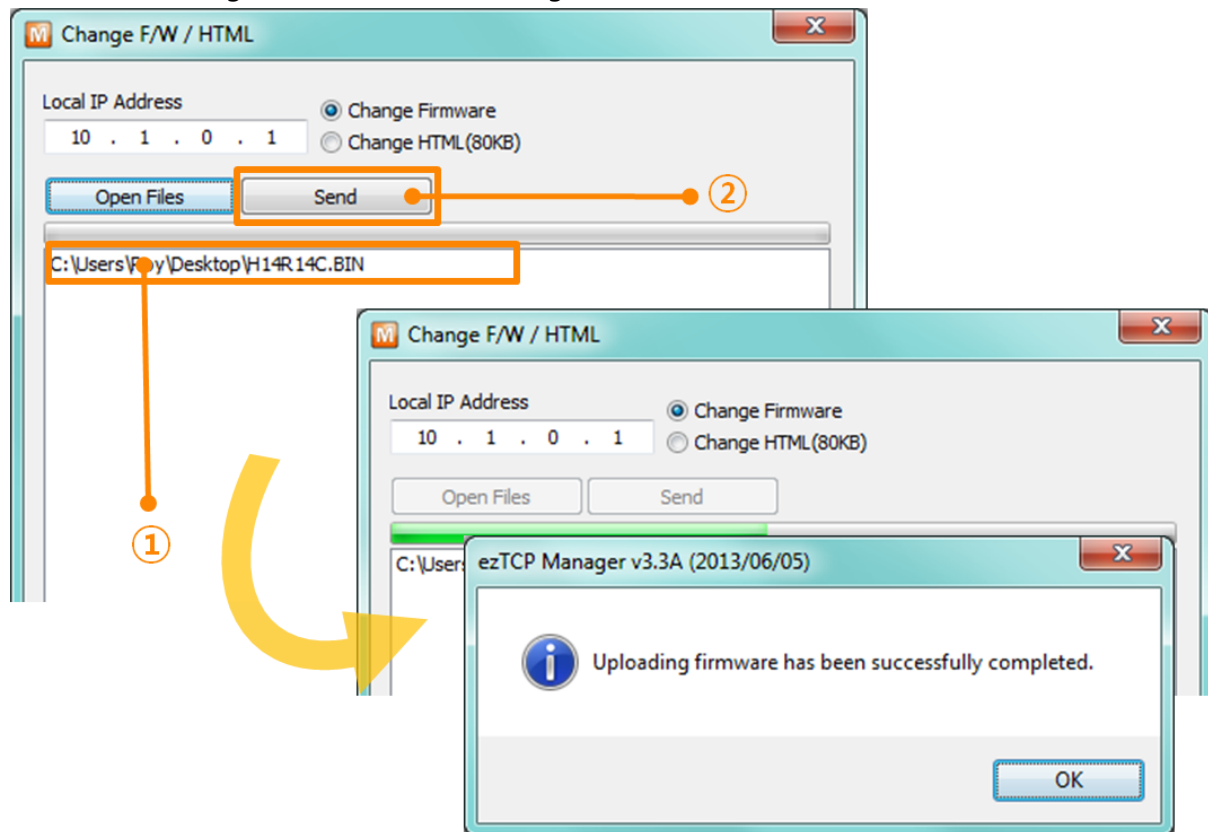 Change F/W / HTML
Local IP Address
10 . 1 . 0 . 1
Change Firmware
Change HTML(80KB)
Open Files
Send
②
C:\Users\Roy\Desktop\H14R14C.BIN
①
Change F/W / HTML
Local IP Address
10 . 1 . 0 . 1
Change Firmware
Change HTML(80KB)
Open Files
Send
C:\Users
ezTCP Manager v3.3A (2013/06/05)
Uploading firmware has been successfully completed.
OK